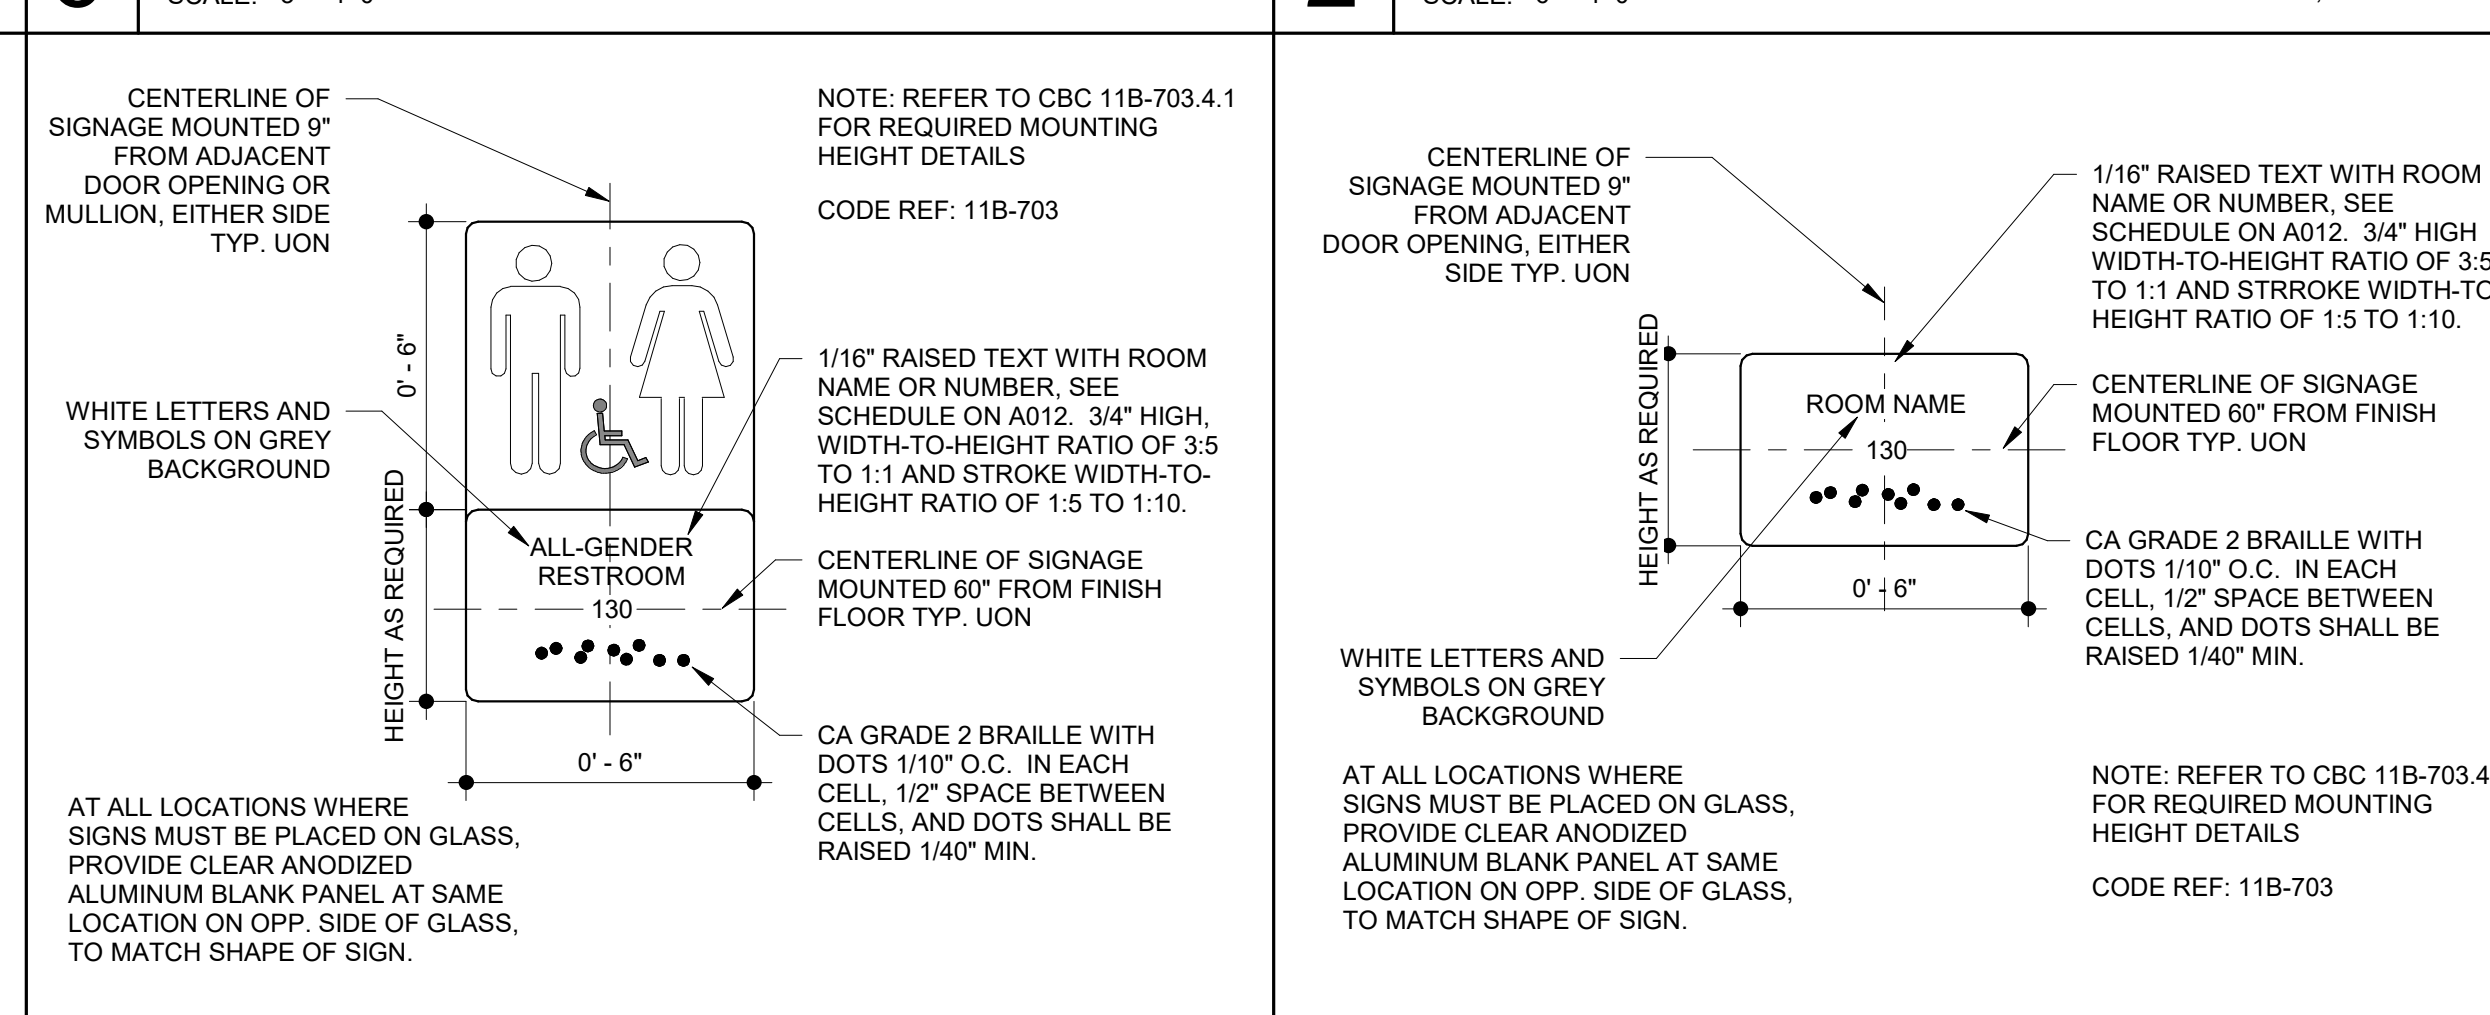 CENTERLINE OF
SIGNAGE MOUNTED 9"
FROM ADJACENT
DOOR OPENING OR
MULLION, EITHER SIDE
TYP. UON
NOTE: REFER TO CBC 11B-703.4.1
FOR REQUIRED MOUNTING
HEIGHT DETAILS
CODE REF: 11B-703
0' - 6"
WHITE LETTERS AND
SYMBOLS ON GREY
BACKGROUND
1/16" RAISED TEXT WITH ROOM
NAME OR NUMBER, SEE
SCHEDULE ON A012. 3/4" HIGH,
WIDTH-TO-HEIGHT RATIO OF 3:5
TO 1:1 AND STROKE WIDTH-TO-
HEIGHT RATIO OF 1:5 TO 1:10.
HEIGHT AS REQUIRED
ALL-GENDER
RESTROOM
130
CENTERLINE OF SIGNAGE
MOUNTED 60" FROM FINISH
FLOOR TYP. UON
0' - 6"
CA GRADE 2 BRAILLE WITH
DOTS 1/10" O.C. IN EACH
CELL, 1/2" SPACE BETWEEN
CELLS, AND DOTS SHALL BE
RAISED 1/40" MIN.
AT ALL LOCATIONS WHERE
SIGNS MUST BE PLACED ON GLASS,
PROVIDE CLEAR ANODIZED
ALUMINUM BLANK PANEL AT SAME
LOCATION ON OPP. SIDE OF GLASS,
TO MATCH SHAPE OF SIGN.
CENTERLINE OF
SIGNAGE MOUNTED 9"
FROM ADJACENT
DOOR OPENING, EITHER
SIDE TYP. UON
1/16" RAISED TEXT WITH ROOM
NAME OR NUMBER, SEE
SCHEDULE ON A012. 3/4" HIGH
WIDTH-TO-HEIGHT RATIO OF 3:5
TO 1:1 AND STRROKE WIDTH-TO
HEIGHT RATIO OF 1:5 TO 1:10.
HEIGHT AS REQUIRED
ROOM NAME
130
CENTERLINE OF SIGNAGE
MOUNTED 60" FROM FINISH
FLOOR TYP. UON
0' - 6"
CA GRADE 2 BRAILLE WITH
DOTS 1/10" O.C. IN EACH
CELL, 1/2" SPACE BETWEEN
CELLS, AND DOTS SHALL BE
RAISED 1/40" MIN.
WHITE LETTERS AND
SYMBOLS ON GREY
BACKGROUND
AT ALL LOCATIONS WHERE
SIGNS MUST BE PLACED ON GLASS,
PROVIDE CLEAR ANODIZED
ALUMINUM BLANK PANEL AT SAME
LOCATION ON OPP. SIDE OF GLASS,
TO MATCH SHAPE OF SIGN.
NOTE: REFER TO CBC 11B-703.4
FOR REQUIRED MOUNTING
HEIGHT DETAILS
CODE REF: 11B-703